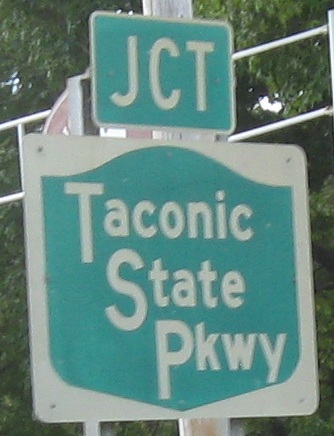 JCT
Taconic
State
Pkwy